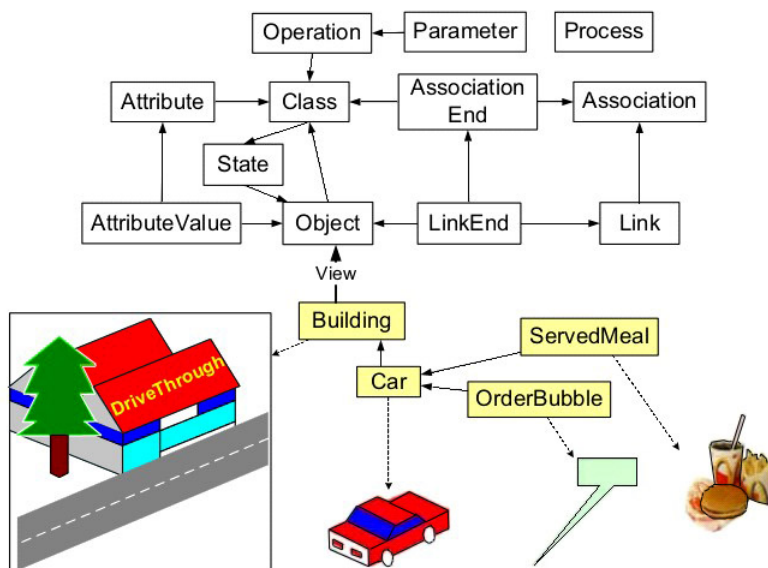 Operation
Parameter
Process
Attribute
Class
Association
End
Association
State
AttributeValue
Object
LinkEnd
Link
View
Building
ServedMeal
Car
OrderBubble
DriveThrough